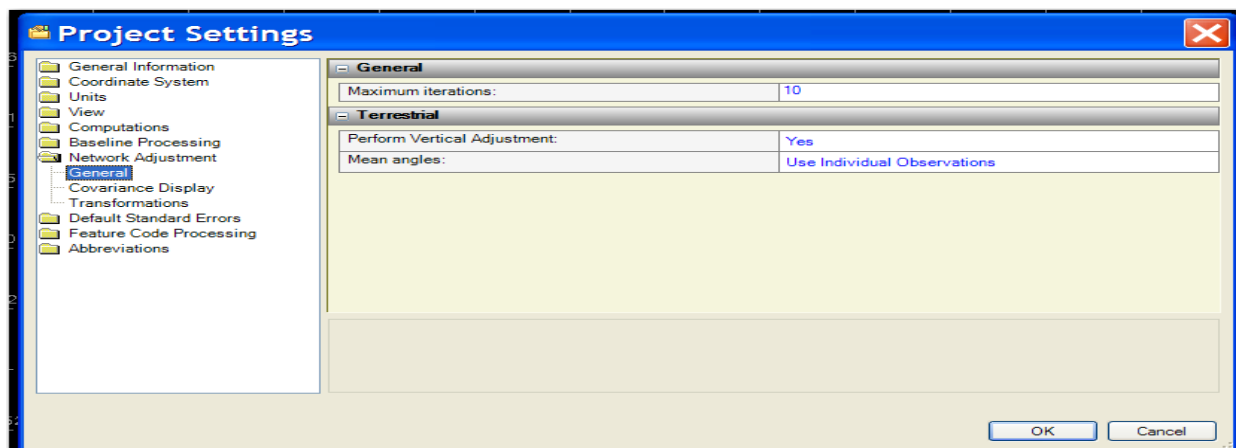 Project Settings
General Information
Coordinate System
Units
View
Computations
Baseline Processing
Network Adjustment
General
Covariance Display
Transformations
Default Standard Errors
Feature Code Processing
Abbreviations
General
Maximum iterations: 10
Terrestrial
Perform Vertical Adjustment: Yes
Mean angles: Use Individual Observations
OK Cancel